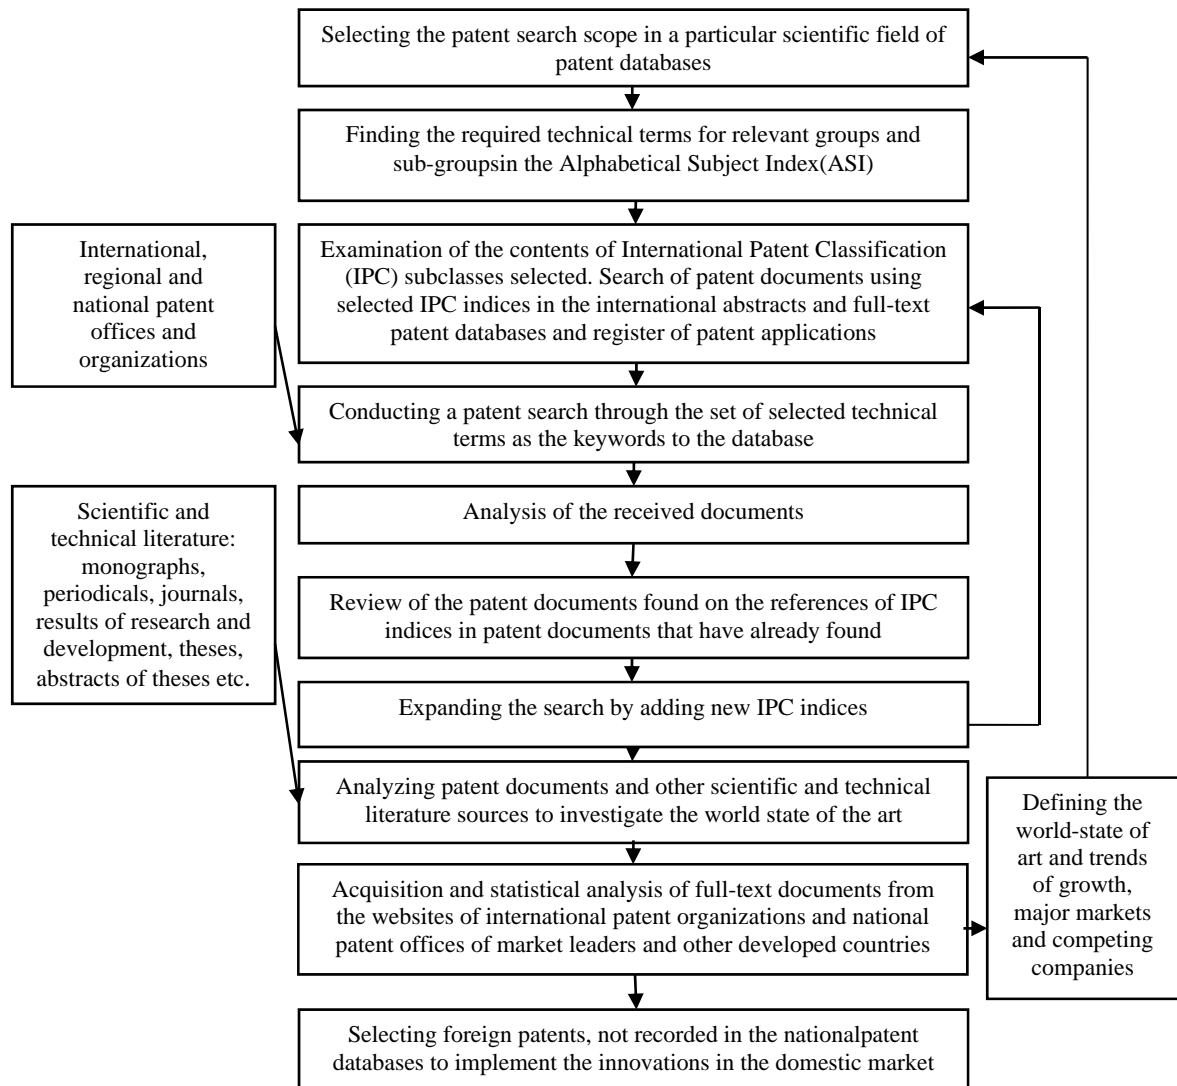 Selecting the patent search scope in a particular scientific field of
patent databases
Finding the required technical terms for relevant groups and
sub-groupsin the Alphabetical Subject Index(ASI)
International,
regional and
national patent
offices and
organizations
Examination of the contents of International Patent Classification
(IPC) subclasses selected. Search of patent documents using
selected IPC indices in the international abstracts and full-text
patent databases and register of patent applications
Conducting a patent search through the set of selected technical
terms as the keywords to the database
Scientific and
technical literature:
monographs,
periodicals, journals,
results of research and
development, theses,
abstracts of theses etc.
Analysis of the received documents
Review of the patent documents found on the references of IPC
indices in patent documents that have already found
Expanding the search by adding new IPC indices
Analyzing patent documents and other scientific and technical
literature sources to investigate the world state of the art
Defining the
world-state of
art and trends
of growth,
major markets
and competing
companies
Acquisition and statistical analysis of full-text documents from
the websites of international patent organizations and national
patent offices of market leaders and other developed countries
Selecting foreign patents, not recorded in the nationalpatent
databases to implement the innovations in the domestic market